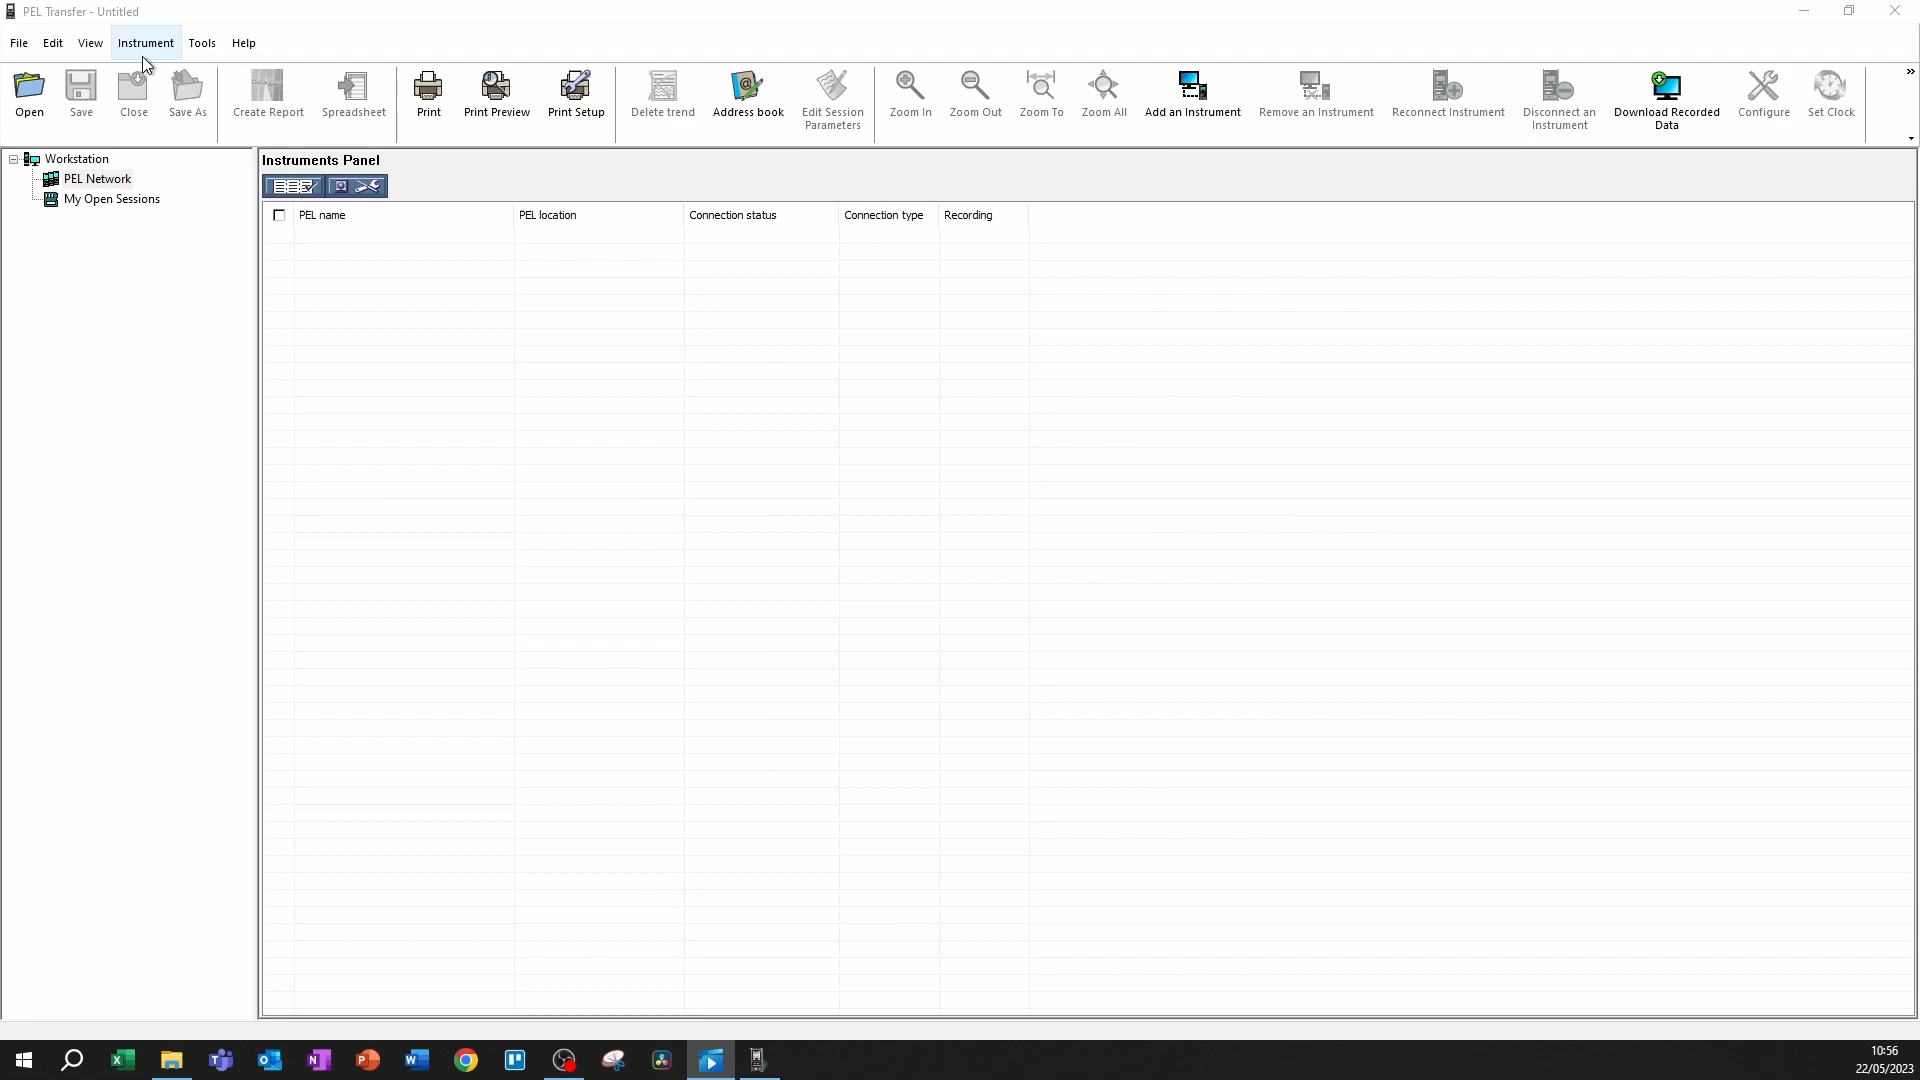 PEL Transfer - Untitled
File Edit View Instrument Tools Help
Open Save Close Save As Create Report Spreadsheet Print Print Preview Print Setup Delete trend Address book Edit Session Parameters Zoom In Zoom Out Zoom To Zoom All Add an Instrument Remove an Instrument Reconnect Instrument Disconnect an Instrument Download Recorded Data Configure Set Clock
Workstation
PEL Network
My Open Sessions
Instruments Panel
PEL name PEL location Connection status Connection type Recording
10:56
22/05/2023